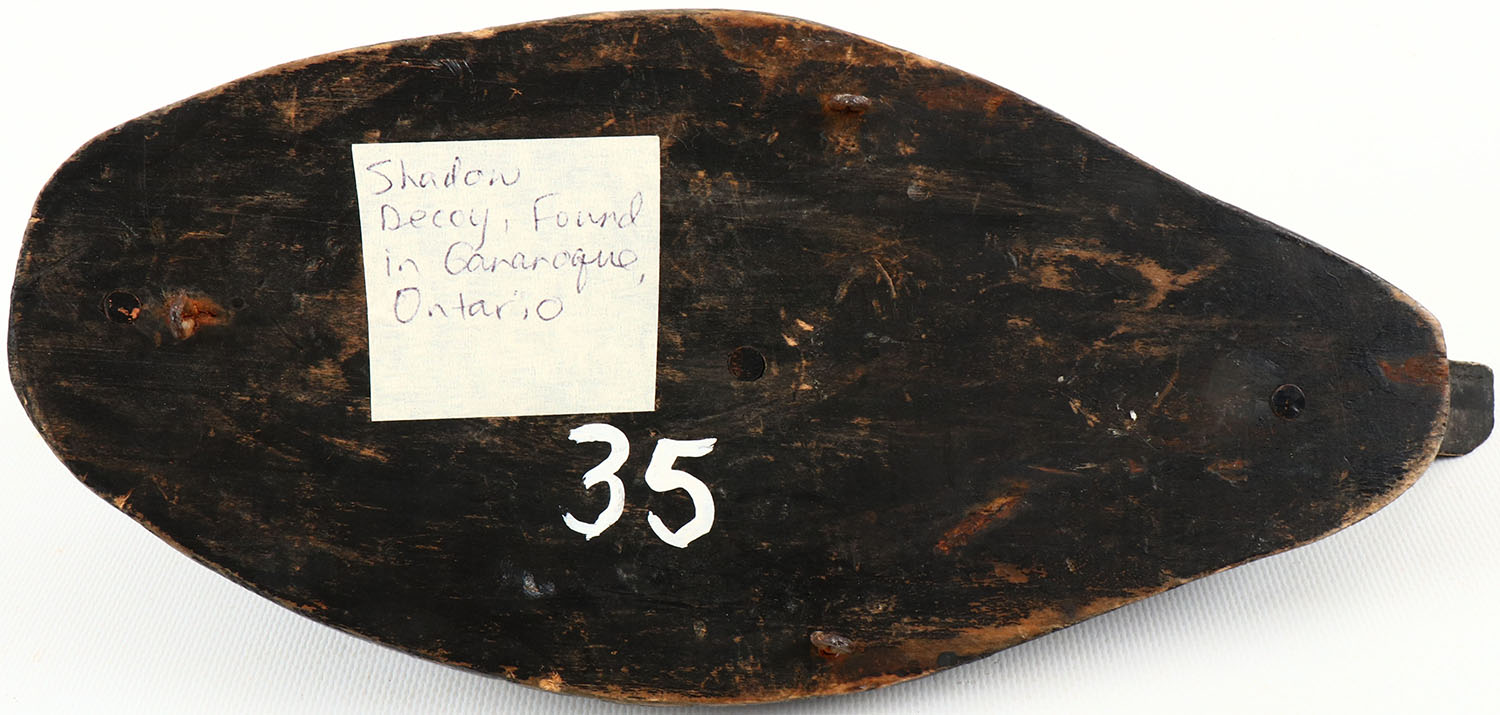 Shadow
Decoy, Found
in Gananoque,
Ontario
35